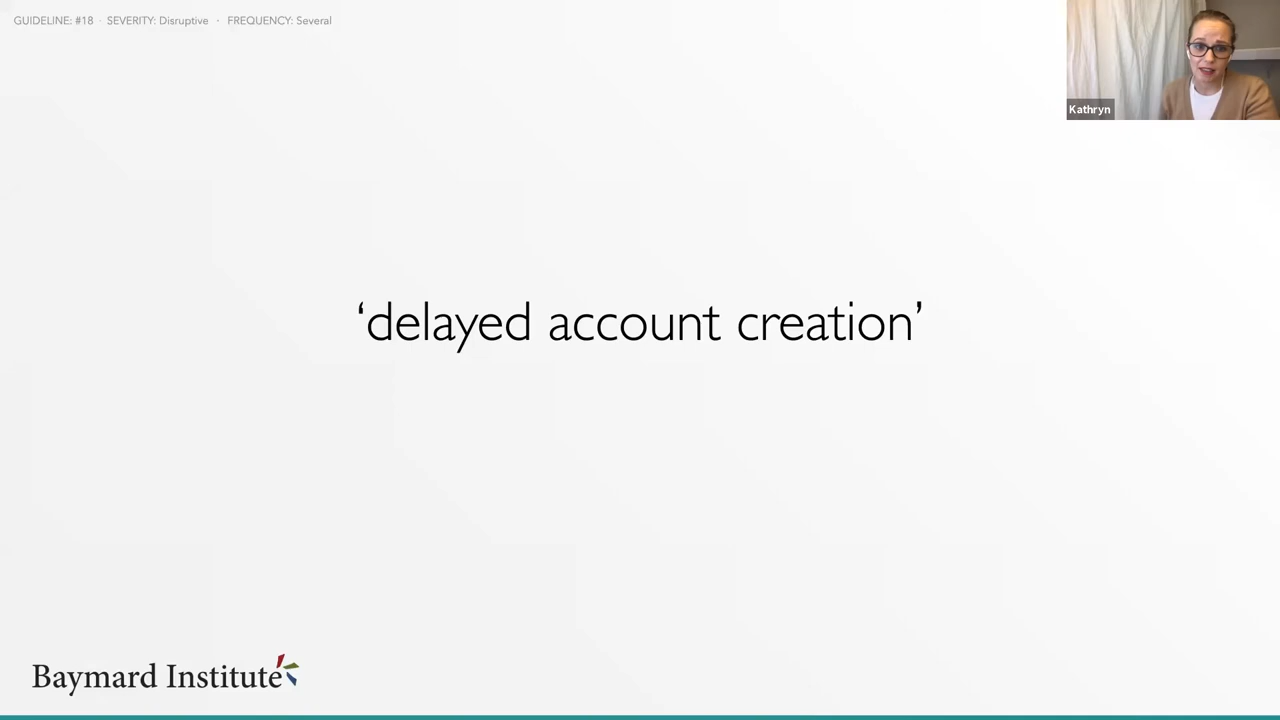 GUIDELINE: #18 · SEVERITY: Disruptive · FREQUENCY: Several
Kathryn
‘delayed account creation’
Baymard Institute